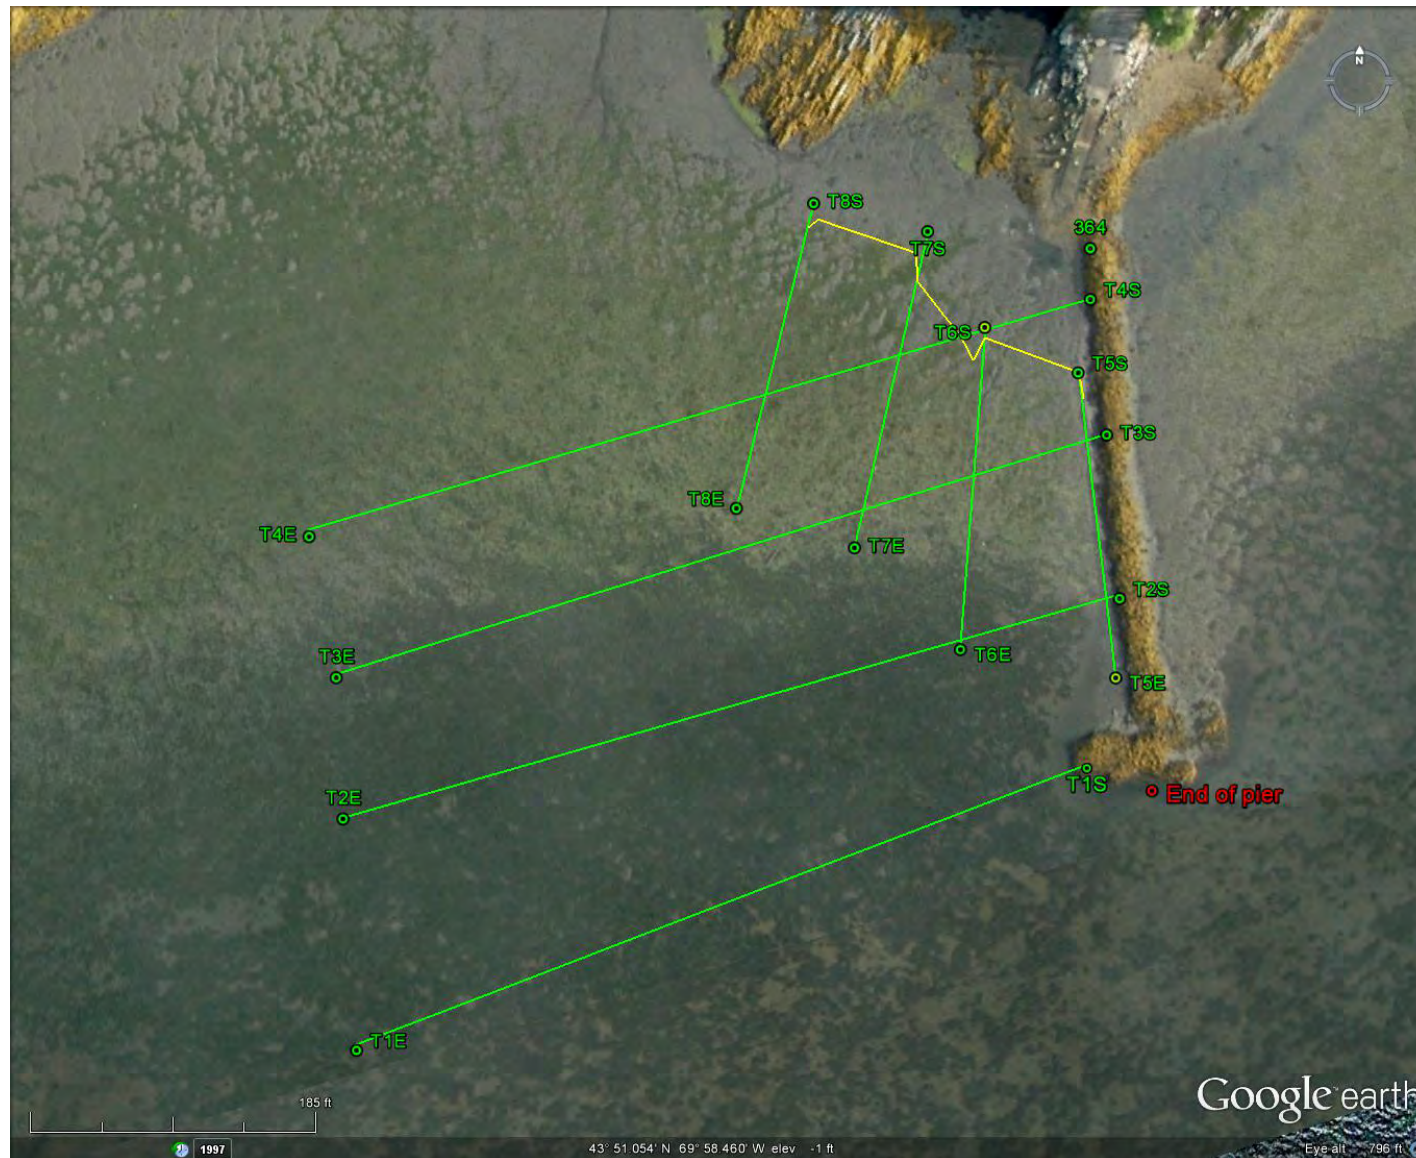 N
T8S
364
T7S
T4S
T6S
T5S
T3S
T8E
T4E
T7E
T2S
T6E
T3E
T5E
T1S
End of pier
T2E
T1E
Google earth
185 ft
1997
43° 51.054' N 69° 58.460' W elev -1 ft
Eye alt 796 ft